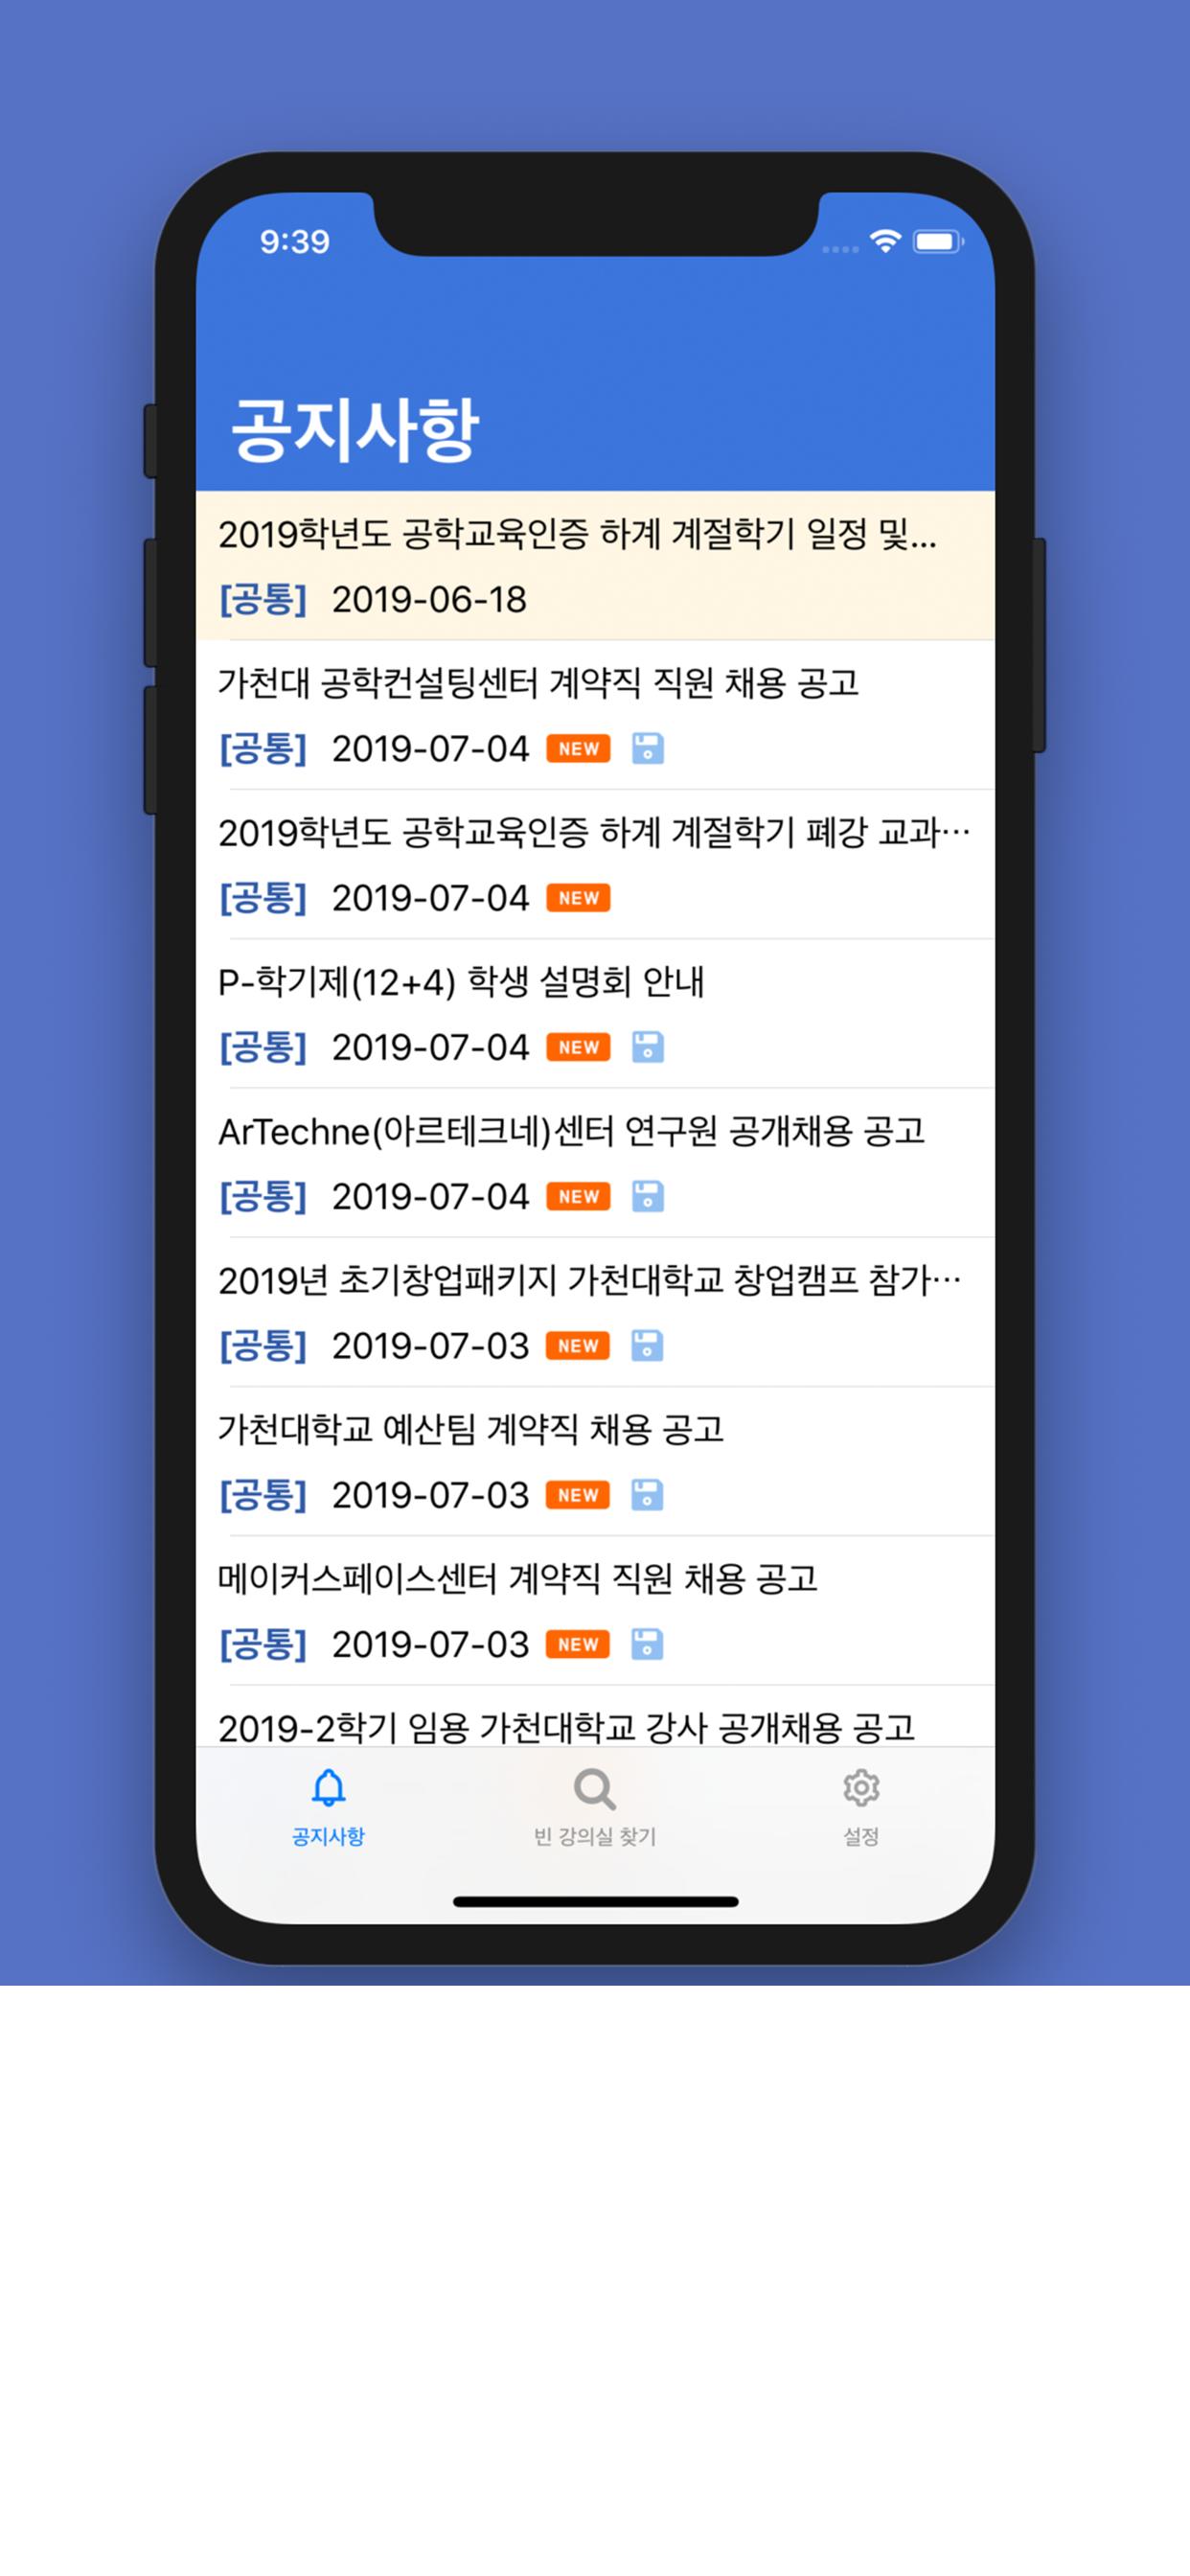 9:39
공지사항
2019학년도 공학교육인증 하계 계절학기 일정 및...
[공통] 2019-06-18
가천대 공학컨설팅센터 계약직 직원 채용 공고
[공통] 2019-07-04 NEW
2019학년도 공학교육인증 하계 계절학기 폐강 교과…
[공통] 2019-07-04 NEW
P-학기제(12+4) 학생 설명회 안내
[공통] 2019-07-04 NEW
ArTechne(아르테크네)센터 연구원 공개채용 공고
[공통] 2019-07-04 NEW
2019년 초기창업패키지 가천대학교 창업캠프 참가…
[공통] 2019-07-03 NEW
가천대학교 예산팀 계약직 채용 공고
[공통] 2019-07-03 NEW
메이커스페이스센터 계약직 직원 채용 공고
[공통] 2019-07-03 NEW
2019-2학기 임용 가천대학교 강사 공개채용 공고
공지사항 빈 강의실 찾기 설정